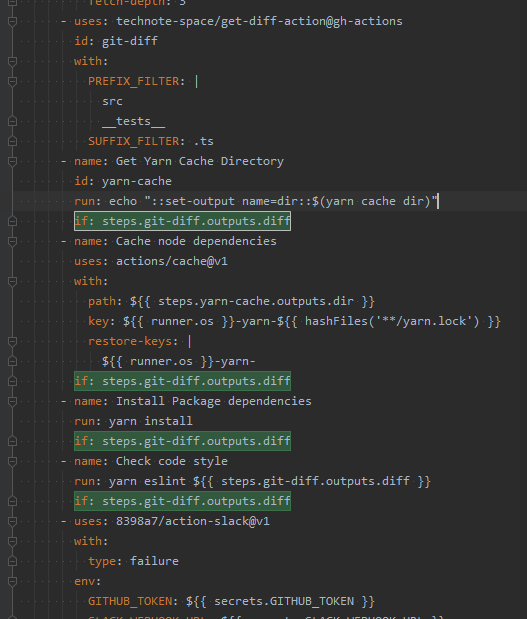 fetch-depth: 3
- uses: technote-space/get-diff-action@gh-actions
id: git-diff
with:
PREFIX_FILTER: |
src
__tests__
SUFFIX_FILTER: .ts
- name: Get Yarn Cache Directory
id: yarn-cache
run: echo "::set-output name=dir::$(yarn cache dir)"
if: steps.git-diff.outputs.diff
- name: Cache node dependencies
uses: actions/cache@v1
with:
path: ${{ steps.yarn-cache.outputs.dir }}
key: ${{ runner.os }}-yarn-${{ hashFiles('**/yarn.lock') }}
restore-keys: |
${{ runner.os }}-yarn-
if: steps.git-diff.outputs.diff
- name: Install Package dependencies
run: yarn install
if: steps.git-diff.outputs.diff
- name: Check code style
run: yarn eslint ${{ steps.git-diff.outputs.diff }}
if: steps.git-diff.outputs.diff
- uses: 8398a7/action-slack@v1
with:
type: failure
env:
GITHUB_TOKEN: ${{ secrets.GITHUB_TOKEN }}